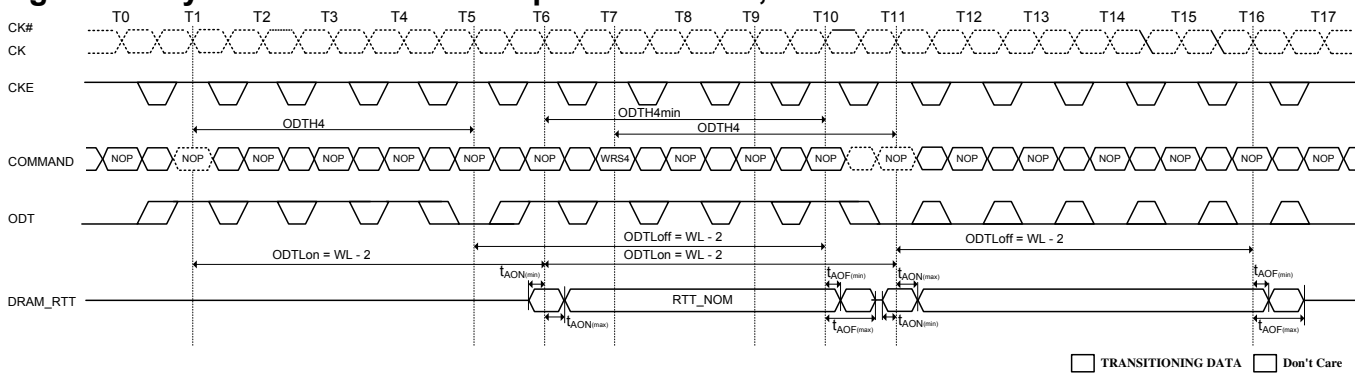 T0 T1 T2 T3 T4 T5 T6 T7 T8 T9 T10 T11 T12 T13 T14 T15 T16 T17
CK#
CK
CKE
ODTH4 ODTH4min
ODTH4
COMMAND NOP NOP NOP NOP NOP NOP NOP WRS4 NOP NOP NOP NOP NOP NOP NOP NOP NOP NOP
ODT
ODTLoff = WL - 2 ODTLoff = WL - 2
ODTLon = WL - 2 ODTLon = WL - 2
tAON(min) tAOF(min) tAON(max) tAOF(min)
DRAM_RTT RTT_NOM
tAON(max) tAOF(max) tAON(min) tAOF(max)
TRANSITIONING DATA Don't Care